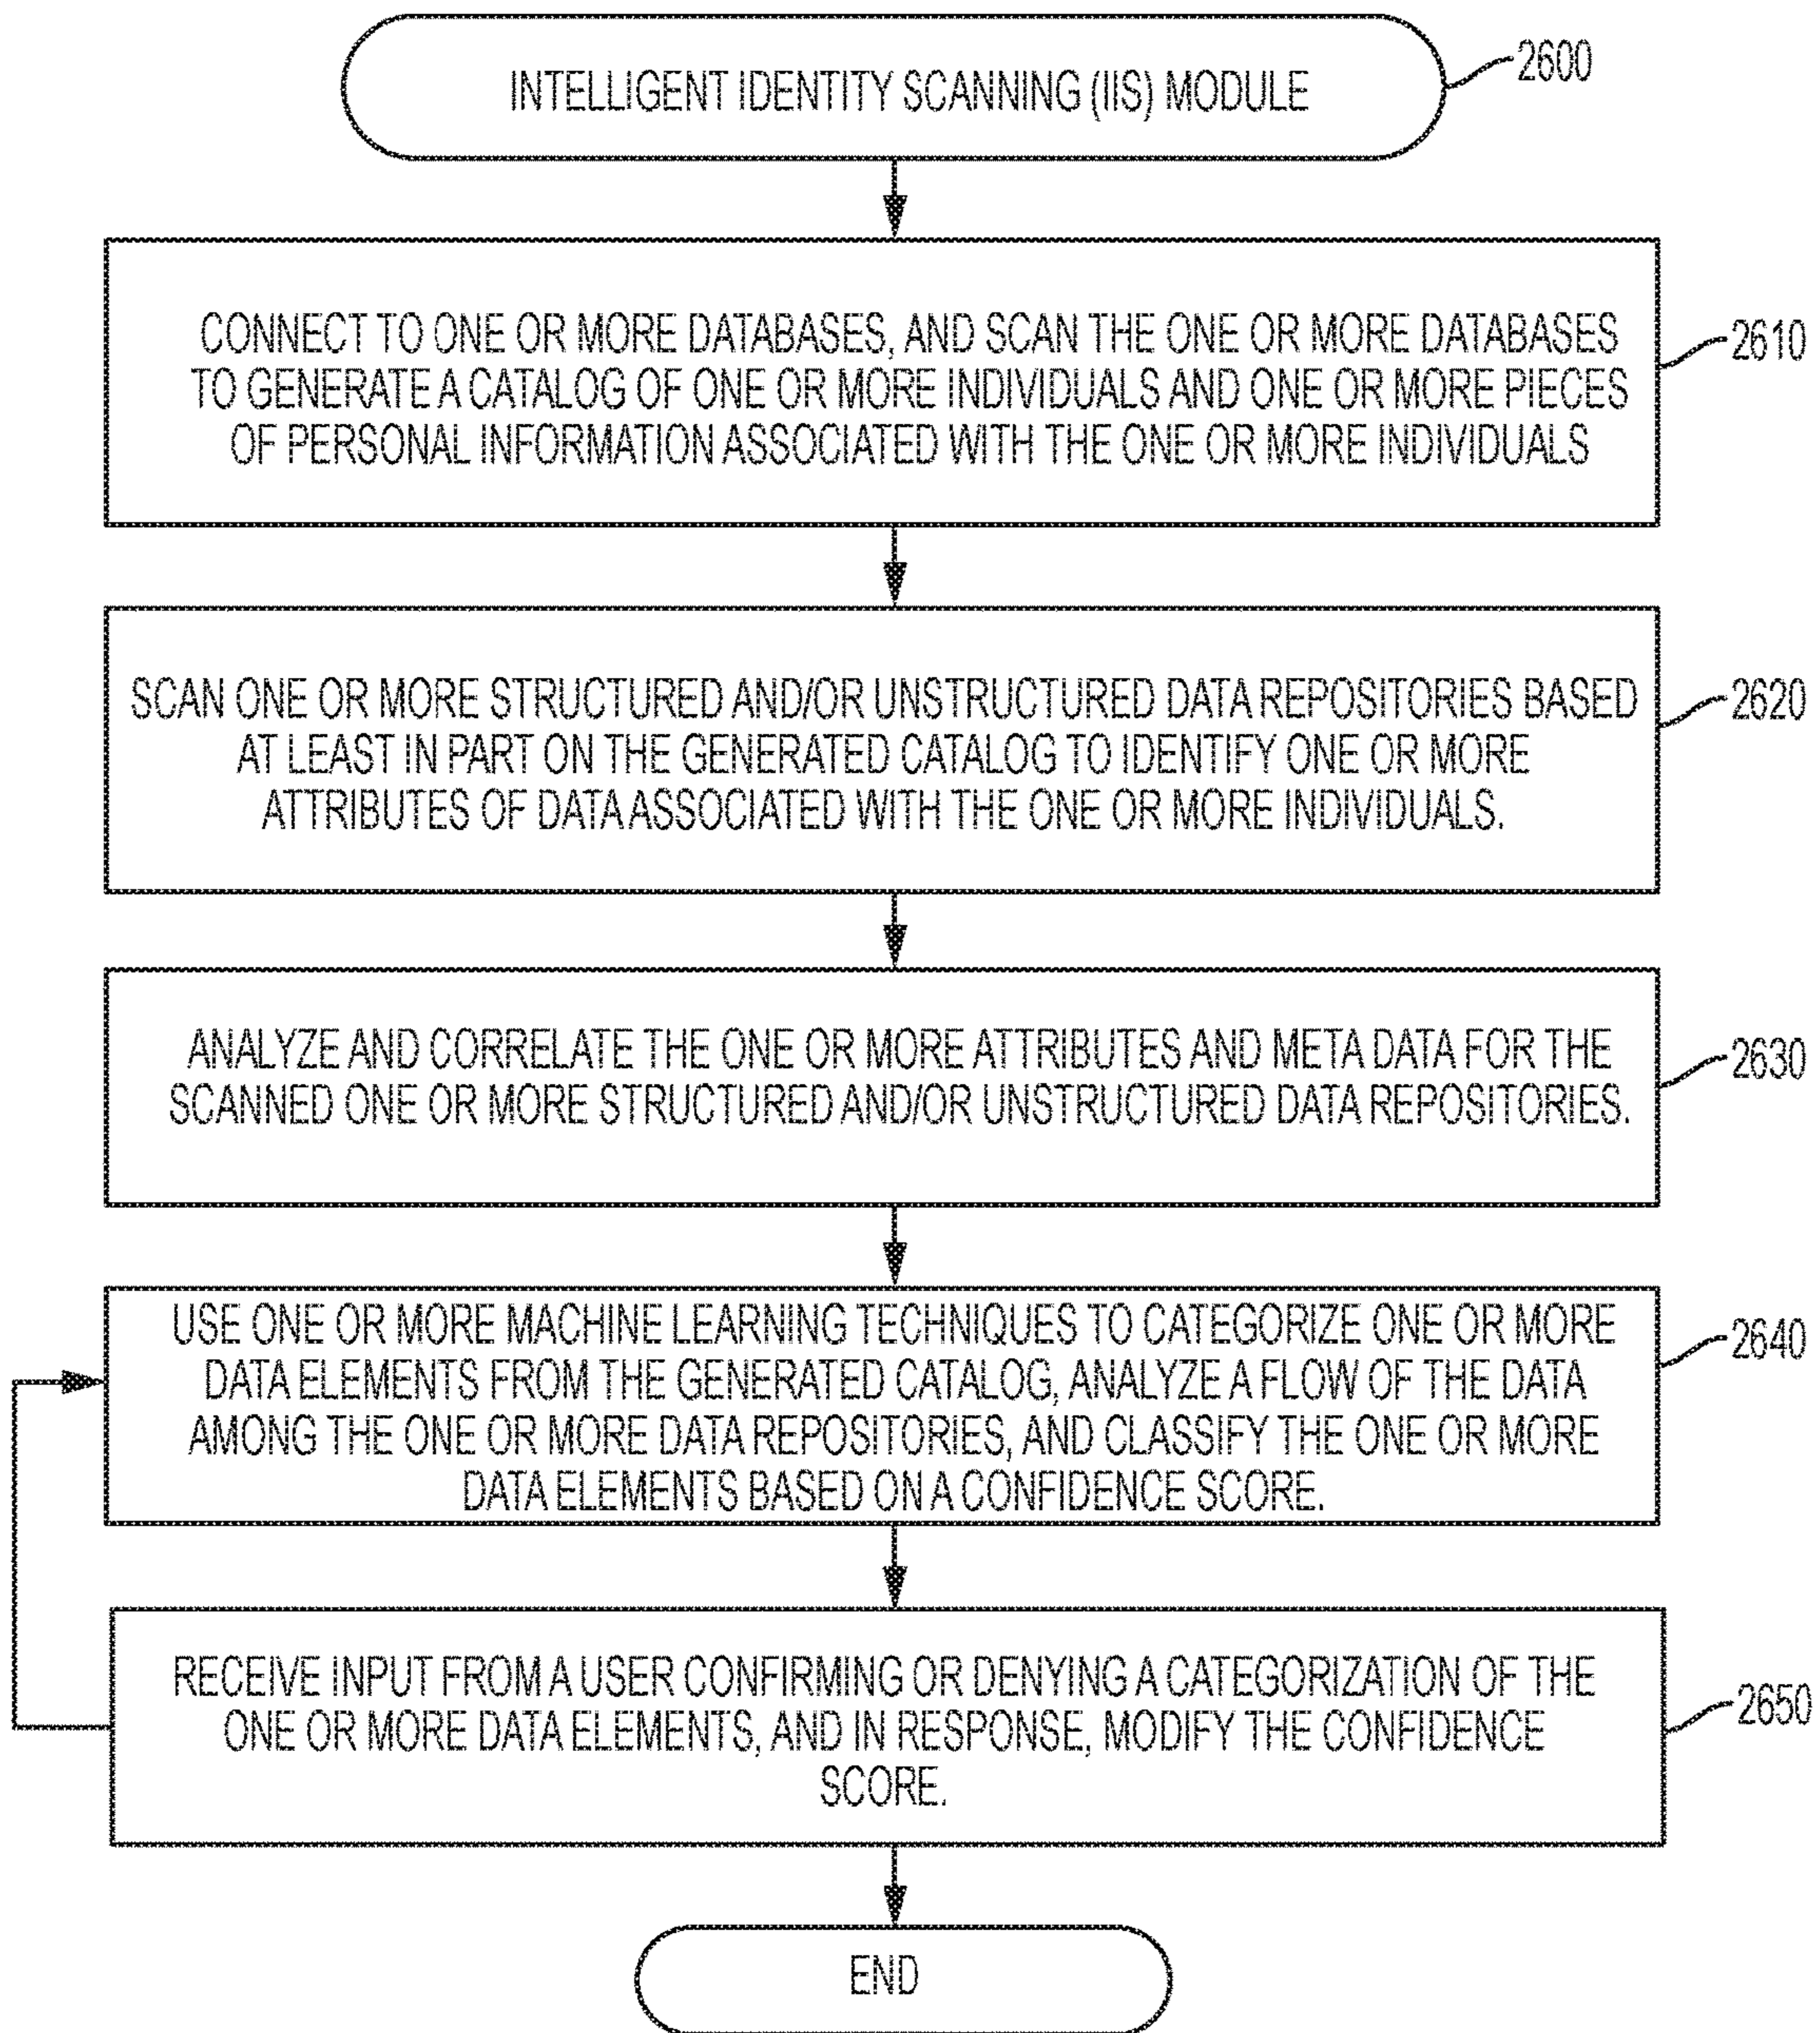 INTELLIGENT IDENTITY SCANNING (IIS) MODULE
2600
CONNECT TO ONE OR MORE DATABASES, AND SCAN THE ONE OR MORE DATABASES
TO GENERATE A CATALOG OF ONE OR MORE INDIVIDUALS AND ONE OR MORE PIECES
OF PERSONAL INFORMATION ASSOCIATED WITH THE ONE OR MORE INDIVIDUALS
2610
SCAN ONE OR MORE STRUCTURED AND/OR UNSTRUCTURED DATA REPOSITORIES BASED
AT LEAST IN PART ON THE GENERATED CATALOG TO IDENTIFY ONE OR MORE
ATTRIBUTES OF DATA ASSOCIATED WITH THE ONE OR MORE INDIVIDUALS.
2620
ANALYZE AND CORRELATE THE ONE OR MORE ATTRIBUTES AND META DATA FOR THE
SCANNED ONE OR MORE STRUCTURED AND/OR UNSTRUCTURED DATA REPOSITORIES.
2630
USE ONE OR MORE MACHINE LEARNING TECHNIQUES TO CATEGORIZE ONE OR MORE
DATA ELEMENTS FROM THE GENERATED CATALOG, ANALYZE A FLOW OF THE DATA
AMONG THE ONE OR MORE DATA REPOSITORIES, AND CLASSIFY THE ONE OR MORE
DATA ELEMENTS BASED ON A CONFIDENCE SCORE.
2640
RECEIVE INPUT FROM A USER CONFIRMING OR DENYING A CATEGORIZATION OF THE
ONE OR MORE DATA ELEMENTS, AND IN RESPONSE, MODIFY THE CONFIDENCE
SCORE.
2650
END